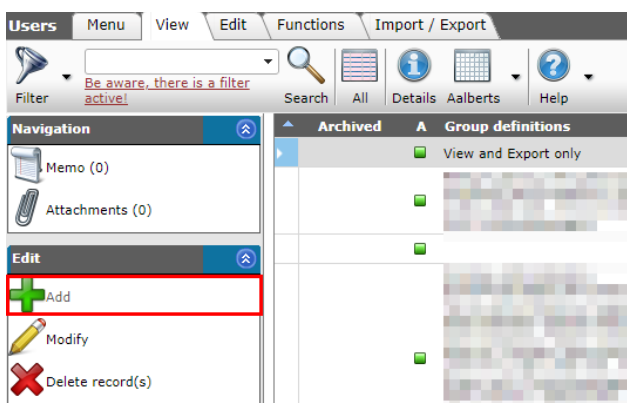 Users Menu View Edit Functions Import / Export
Be aware, there is a filter
active!
Filter Search All Details Aalberts Help
Navigation Archived A Group definitions
View and Export only
Memo (0)
Attachments (0)
Edit
Add
Modify
Delete record(s)